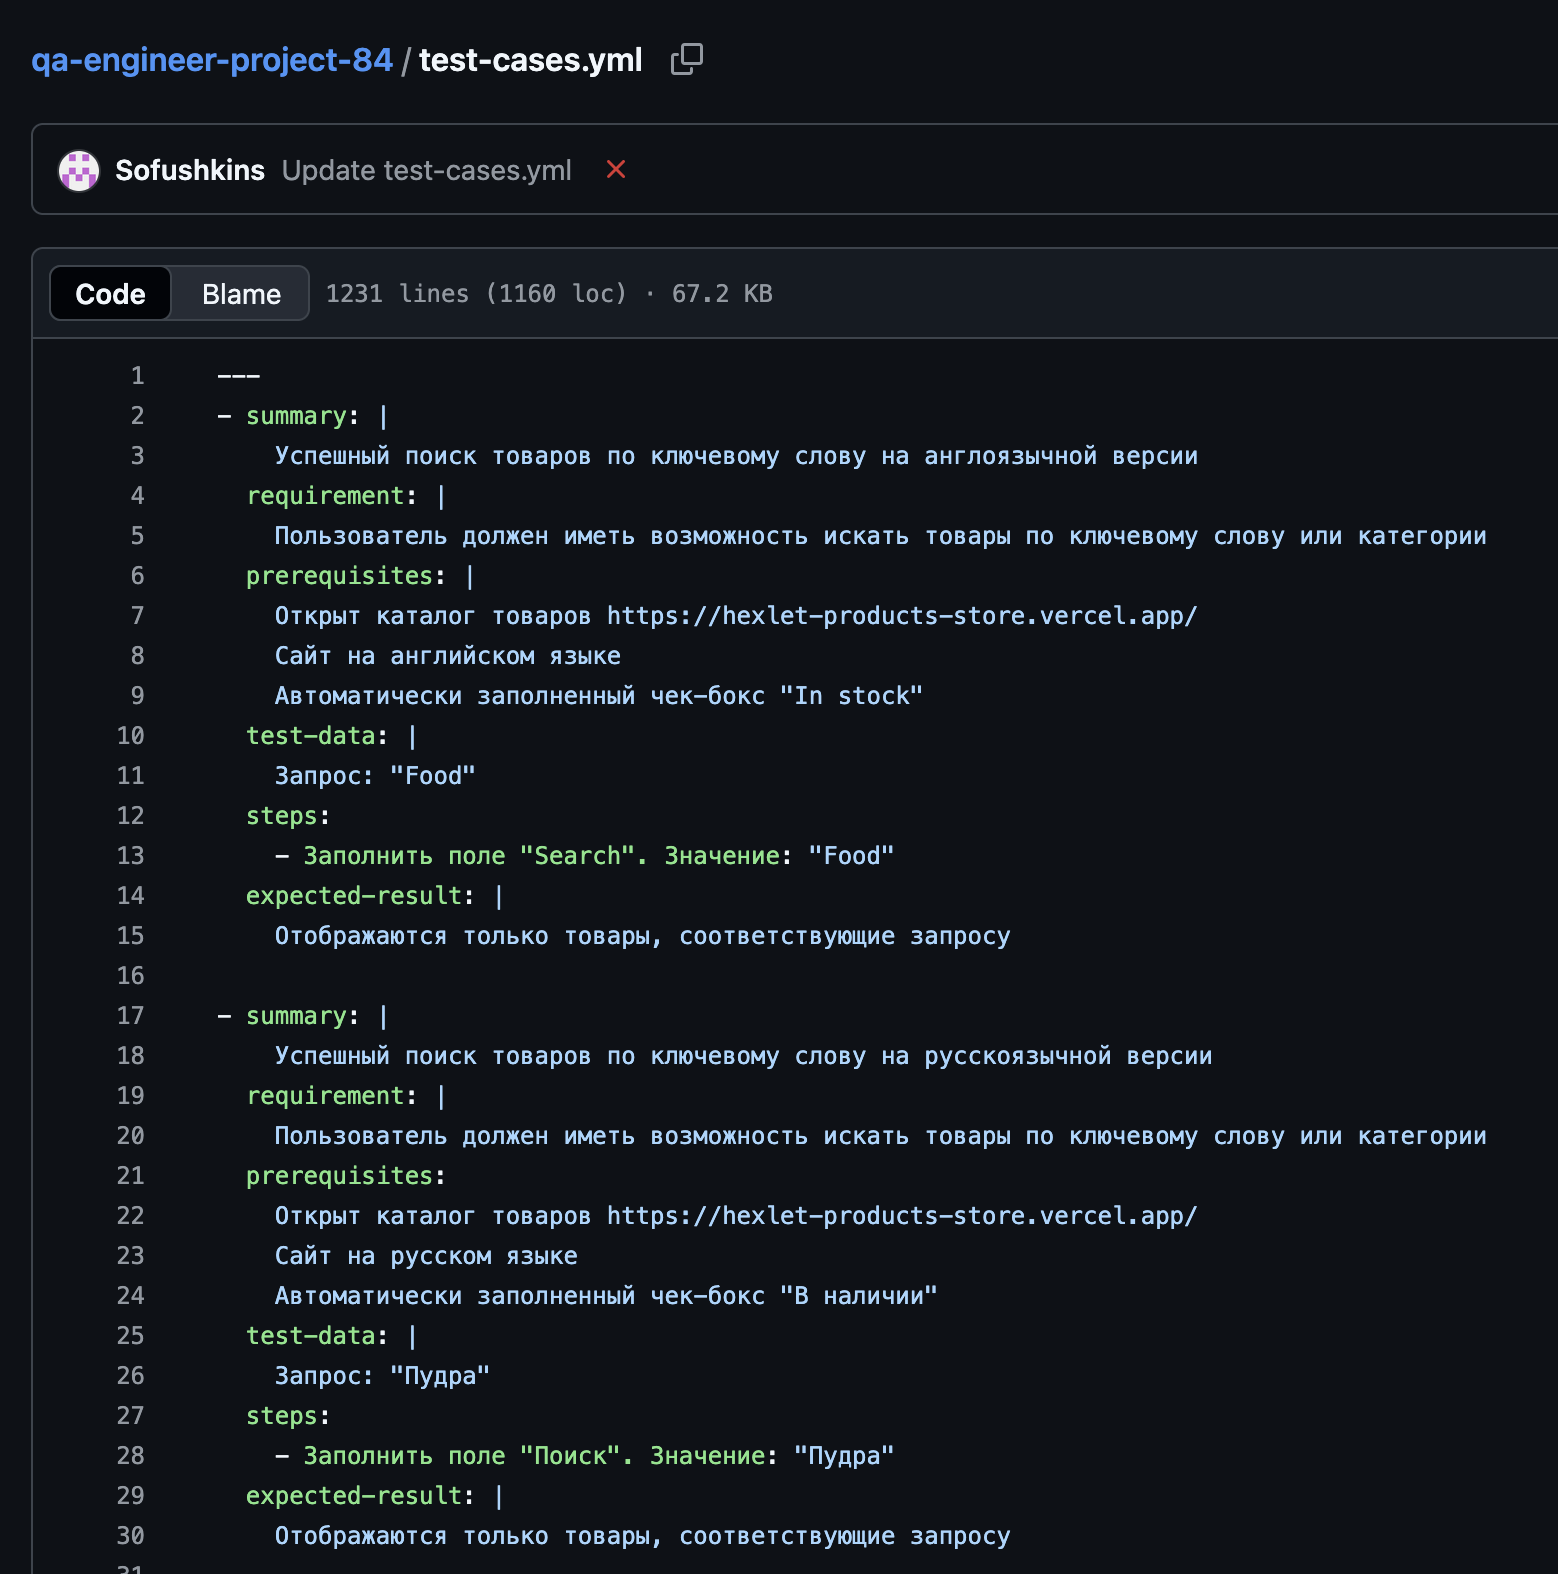 qa-engineer-project-84 / test-cases.yml
Sofushkins Update test-cases.yml
Code Blame 1231 lines (1160 loc) · 67.2 KB
1 ---
2 - summary: |
3 Успешный поиск товаров по ключевому слову на англоязычной версии
4 requirement: |
5 Пользователь должен иметь возможность искать товары по ключевому слову или категории
6 prerequisites: |
7 Открыт каталог товаров https://hexlet-products-store.vercel.app/
8 Сайт на английском языке
9 Автоматически заполненный чек-бокс "In stock"
10 test-data: |
11 Запрос: "Food"
12 steps:
13 - Заполнить поле "Search". Значение: "Food"
14 expected-result: |
15 Отображаются только товары, соответствующие запросу
16
17 - summary: |
18 Успешный поиск товаров по ключевому слову на русскоязычной версии
19 requirement: |
20 Пользователь должен иметь возможность искать товары по ключевому слову или категории
21 prerequisites:
22 Открыт каталог товаров https://hexlet-products-store.vercel.app/
23 Сайт на русском языке
24 Автоматически заполненный чек-бокс "В наличии"
25 test-data: |
26 Запрос: "Пудра"
27 steps:
28 - Заполнить поле "Поиск". Значение: "Пудра"
29 expected-result: |
30 Отображаются только товары, соответствующие запросу
31